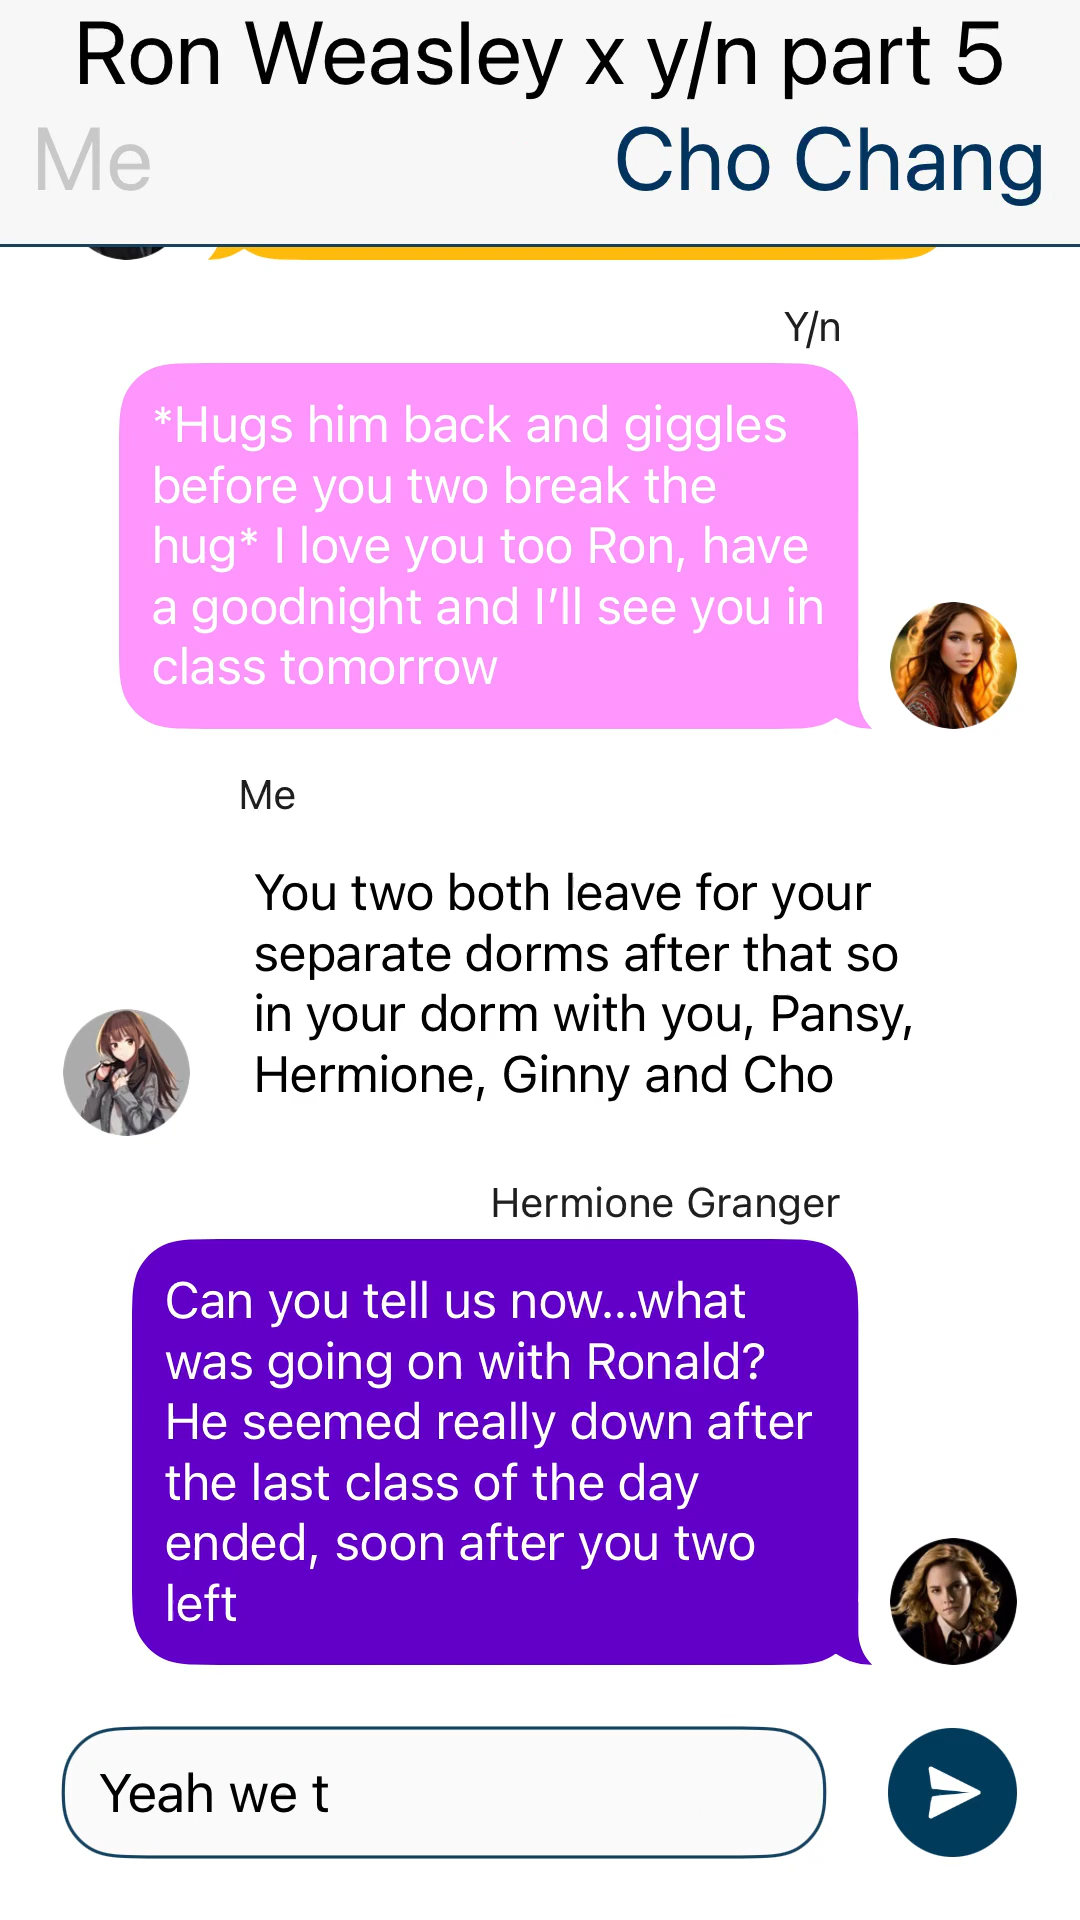 Ron Weasley x y/n part 5
Me
Cho Chang
Y/n
*Hugs him back and giggles
before you two break the
hug* I love you too Ron, have
a goodnight and I’ll see you in
class tomorrow
Me
You two both leave for your
separate dorms after that so
in your dorm with you, Pansy,
Hermione, Ginny and Cho
Hermione Granger
Can you tell us now...what
was going on with Ronald?
He seemed really down after
the last class of the day
ended, soon after you two
left
Yeah we t